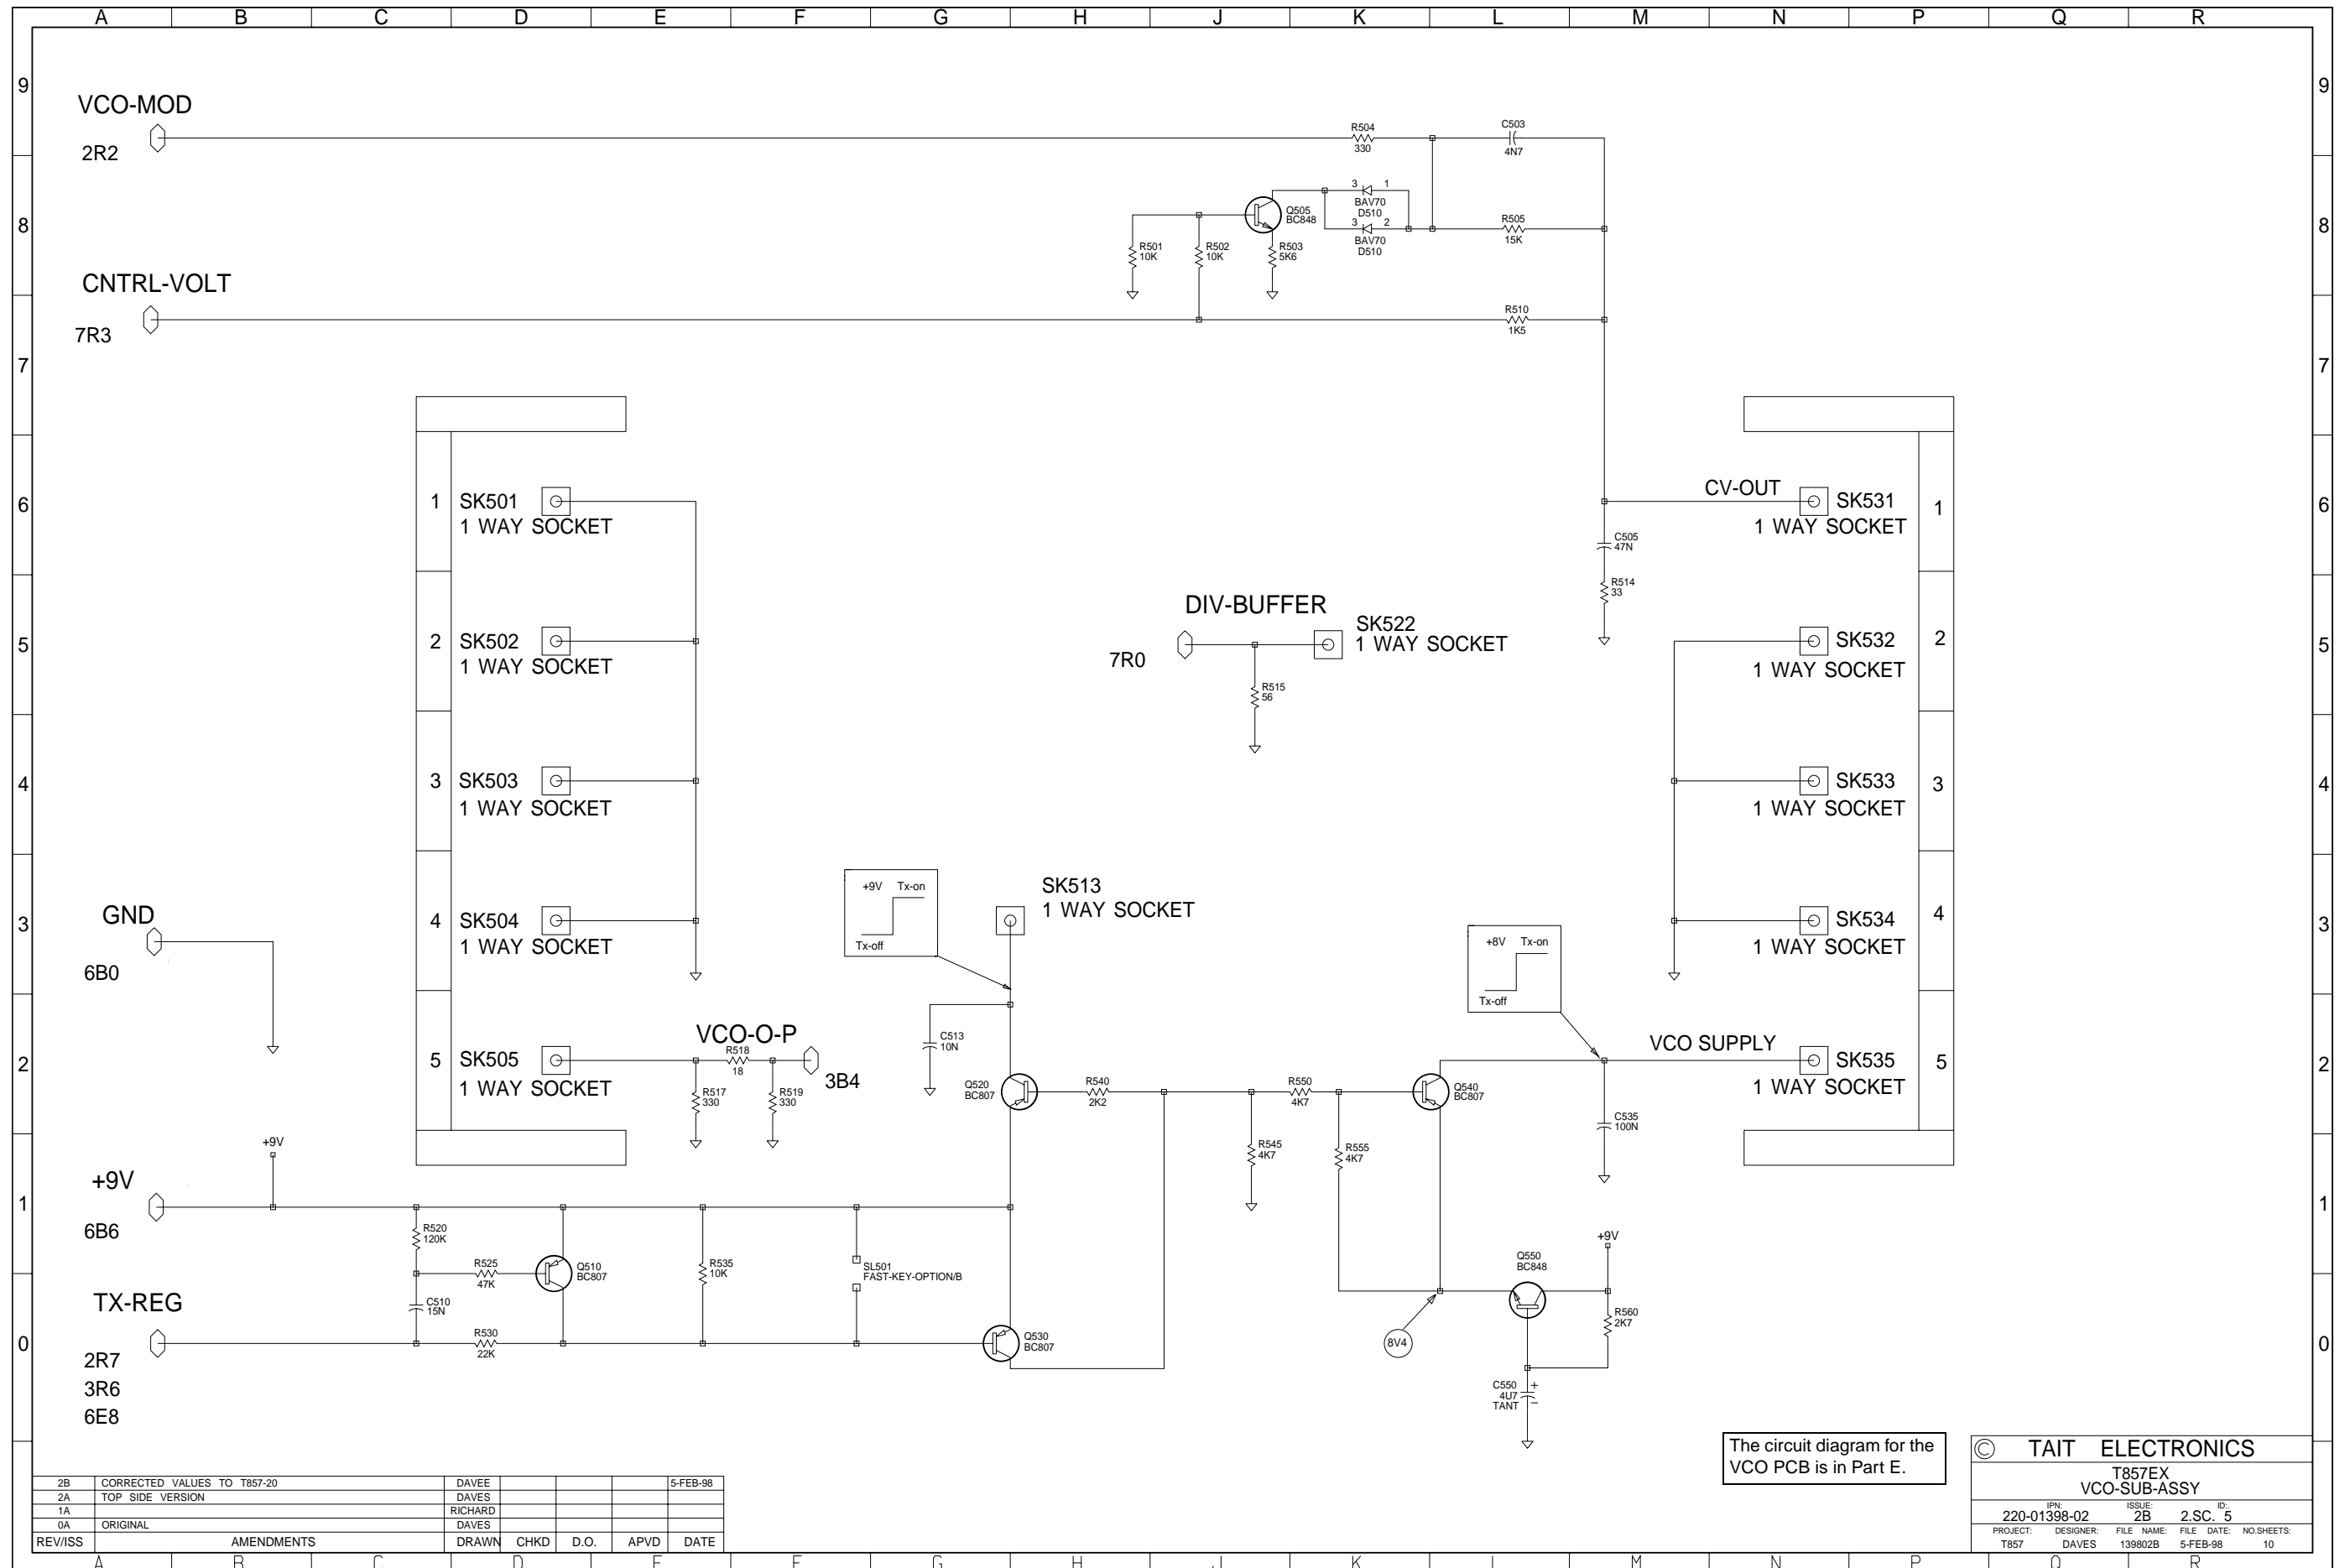 A B C D E F G H J K L M N P Q R
9 9
VCO-MOD
2R2
R504
330
C503
4N7
3 1
BAV70
D510
3 2
BAV70
D510
Q505
BC848
8 8
R501
10K
R502
10K
R503
5K6
R505
15K
CNTRL-VOLT
7R3
R510
1K5
7 7
6 6
1 SK501
1 WAY SOCKET
CV-OUT
SK531 1
1 WAY SOCKET
C505
47N
R514
33
DIV-BUFFER
7R0
SK522
1 WAY SOCKET
R515
56
5 5
2 SK502
1 WAY SOCKET
SK532 2
1 WAY SOCKET
4 4
3 SK503
1 WAY SOCKET
SK533 3
1 WAY SOCKET
+9V Tx-on
Tx-off
SK513
1 WAY SOCKET
3 3
GND
6B0
4 SK504
1 WAY SOCKET
+8V Tx-on
Tx-off
SK534 4
1 WAY SOCKET
VCO-O-P
R518
18
3B4
C513
10N
VCO SUPPLY
2 2
5 SK505
1 WAY SOCKET
SK535 5
1 WAY SOCKET
R517
330
R519
330
Q520
BC807
R540
2K2
R550
4K7
Q540
BC807
C535
100N
+9V
R545
4K7
R555
4K7
+9V
1 1
6B6
R520
120K
R525
47K
Q510
BC807
R535
10K
SL501
FAST-KEY-OPTION/B
+9V
Q550
BC848
TX-REG
C510
15N
R530
22K
Q530
BC807
8V4
R560
2K7
0 0
2R7
3R6
6E8
C550
4U7
TANT
+
−
The circuit diagram for the
VCO PCB is in Part E.
© TAIT ELECTRONICS
T857EX
VCO-SUB-ASSY
IPN: ISSUE: ID:.
220-01398-02 2B 2.SC. 5
PROJECT: DESIGNER: FILE NAME: FILE DATE: NO.SHEETS:
T857 DAVES 139802B 5-FEB-98 10
2B CORRECTED VALUES TO T857-20 DAVEE 5-FEB-98
2A TOP SIDE VERSION DAVES
1A RICHARD
0A ORIGINAL DAVES
REV/ISS AMENDMENTS DRAWN CHKD D.O. APVD DATE
A B C D E F G H J K L M N P Q R